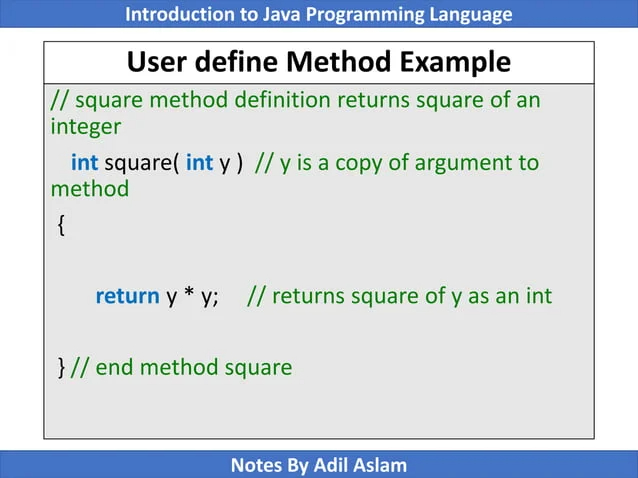 Introduction to Java Programming Language
User define Method Example
// square method definition returns square of an
integer
int square( int y ) // y is a copy of argument to
method
{
return y * y; // returns square of y as an int
} // end method square
Notes By Adil Aslam